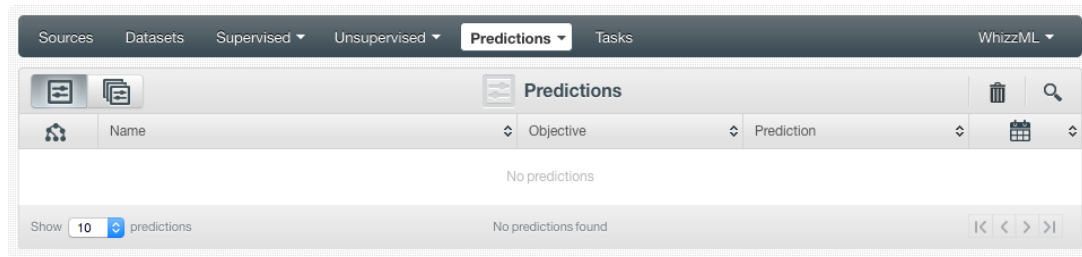 Sources Datasets Supervised Unsupervised Predictions Tasks WhizzML
Predictions
Name Objective Prediction
No predictions
Show 10 predictions No predictions found